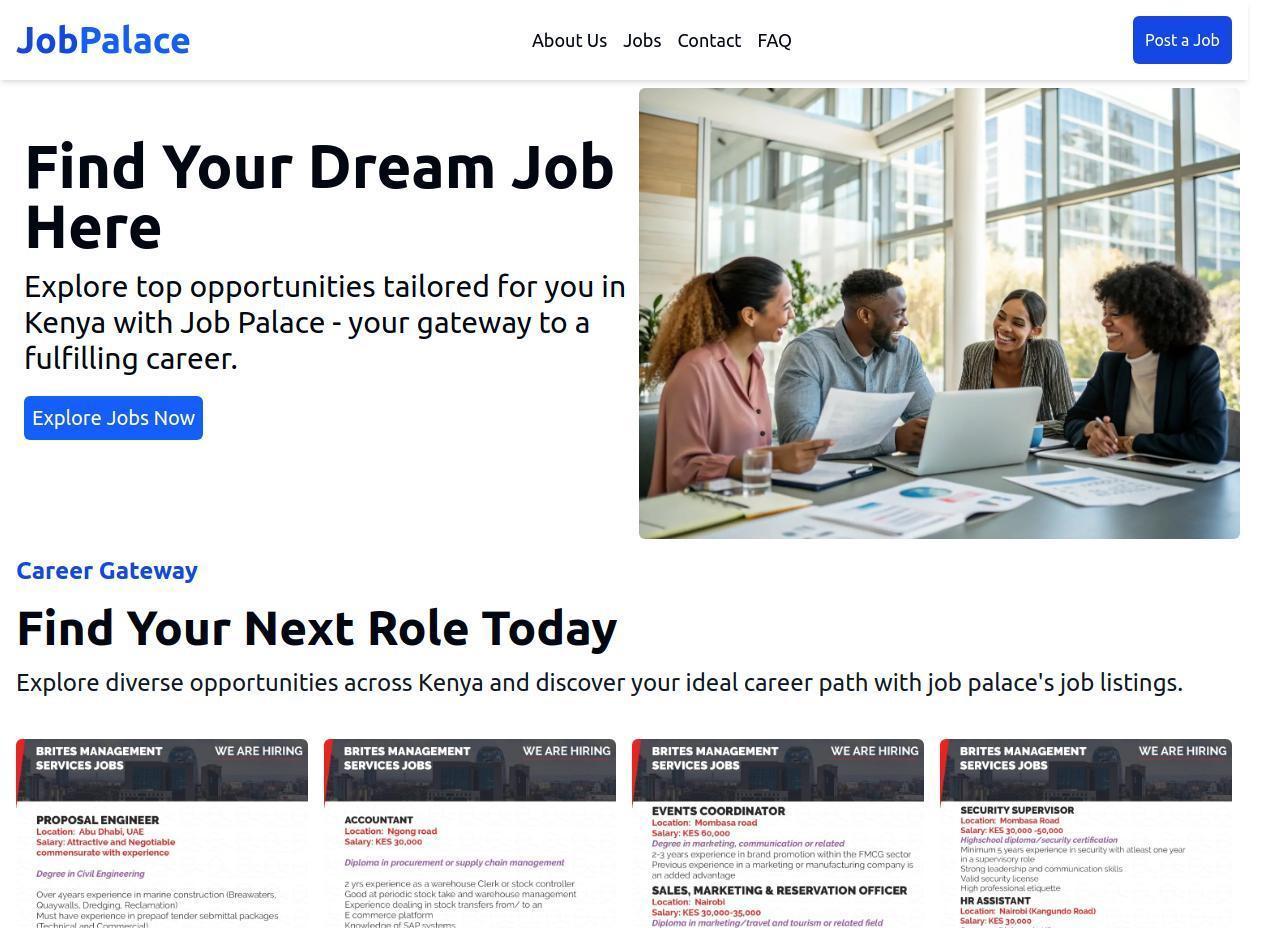 JobPalace
About Us Jobs Contact FAQ
Post a Job
Find Your Dream Job
Here
Explore top opportunities tailored for you in
Kenya with Job Palace - your gateway to a
fulfilling career.
Explore Jobs Now
Career Gateway
Find Your Next Role Today
Explore diverse opportunities across Kenya and discover your ideal career path with job palace's job listings.
BRITES MANAGEMENT
SERVICES JOBS
WE ARE HIRING
PROPOSAL ENGINEER
Location: Abu Dhabi, UAE
Salary: Attractive and Negotiable
commensurate with experience
Degree in Civil Engineering
Over 4years experience in marine construction (Breawaters,
Quaywalls, Dredging, Reclamation)
Must have experience in prepaof tender sebmittal packages
(Technical and Commercial)
BRITES MANAGEMENT
SERVICES JOBS
WE ARE HIRING
ACCOUNTANT
Location: Ngong road
Salary: KES 30,000
Diploma in procurement or supply chain management
2 yrs experience as a warehouse Clerk or stock controller
Good at periodic stock take and warehouse management
Experience dealing in stock transfers from/ to an
E commerce platform
Knowledge of SAP systems
BRITES MANAGEMENT
SERVICES JOBS
WE ARE HIRING
EVENTS COORDINATOR
Location: Mombasa road
Salary: KES 60,000
Degree in marketing, communication or related
2-3 years experience in brand promotion within the FMCG sector
Previous experience in a marketing or manufacturing company is
an added advantage
SALES, MARKETING & RESERVATION OFFICER
Location: Nairobi
Salary: KES 30,000-35,000
Diploma in marketing/travel and tourism or related field
BRITES MANAGEMENT
SERVICES JOBS
WE ARE HIRING
SECURITY SUPERVISOR
Location: Mombasa Road
Salary: KES 30,000 -50,000
Highschool diploma/security certification
Minimum 5 years experience in security with atleast one year
in a supervisory role
Strong leadership and communication skills
Valid security license
High professional etiquette
HR ASSISTANT
Location: Nairobi (Kangundo Road)
Salary: KES 30,000